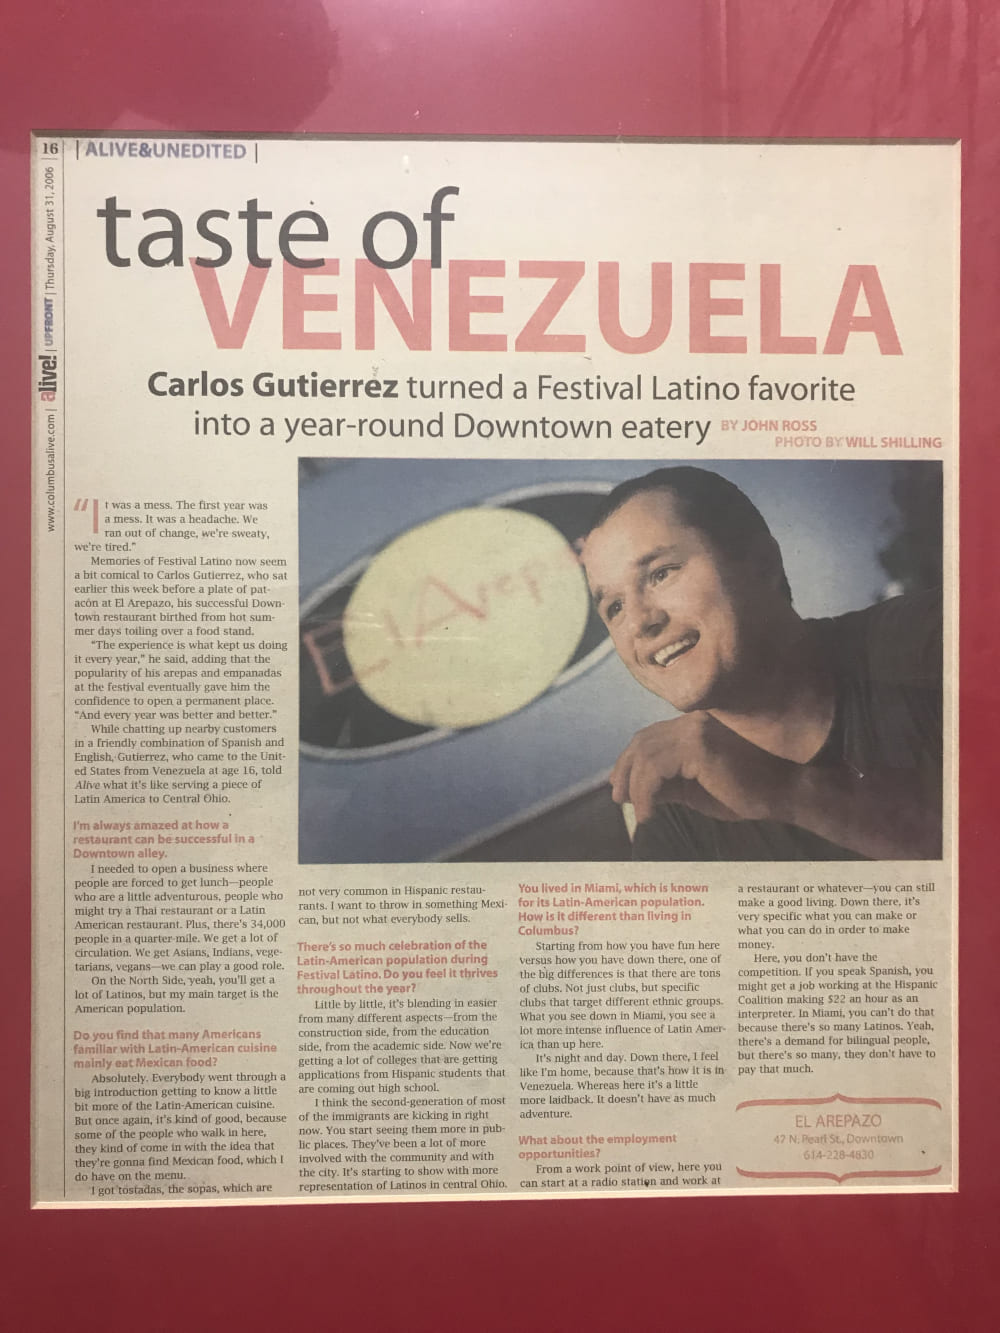 16 | ALIVE&UNEDITED |
www.columbusalive.com | alive! | UPFRONT | Thursday, August 31, 2006
taste of
VENEZUELA
Carlos Gutierrez turned a Festival Latino favorite
into a year-round Downtown eatery BY JOHN ROSS
PHOTO BY WILL SHILLING
El Arep
"It was a mess. The first year was
a mess. It was a headache. We
ran out of change, we're sweaty,
we're tired."
Memories of Festival Latino now seem
a bit comical to Carlos Gutierrez, who sat
earlier this week before a plate of pat-
acón at El Arepazo, his successful Down-
town restaurant birthed from hot sum-
mer days toiling over a food stand.
"The experience is what kept us doing
it every year," he said, adding that the
popularity of his arepas and empanadas
at the festival eventually gave him the
confidence to open a permanent place.
"And every year was better and better."
While chatting up nearby customers
in a friendly combination of Spanish and
English, Gutierrez, who came to the Unit-
ed States from Venezuela at age 16, told
Alive what it's like serving a piece of
Latin America to Central Ohio.
I'm always amazed at how a
restaurant can be successful in a
Downtown alley.
I needed to open a business where
people are forced to get lunch—people
who are a little adventurous, people who
might try a Thai restaurant or a Latin
American restaurant. Plus, there's 34,000
people in a quarter-mile. We get a lot of
circulation. We get Asians, Indians, vege-
tarians, vegans—we can play a good role.
On the North Side, yeah, you'll get a
lot of Latinos, but my main target is the
American population.
Do you find that many Americans
familiar with Latin-American cuisine
mainly eat Mexican food?
Absolutely. Everybody went through a
big introduction getting to know a little
bit more of the Latin-American cuisine.
But once again, it's kind of good, because
some of the people who walk in here,
they kind of come in with the idea that
they're gonna find Mexican food, which I
do have on the menu.
I got tostadas, the sopas, which are
not very common in Hispanic restau-
rants. I want to throw in something Mexi-
can, but not what everybody sells.
There's so much celebration of the
Latin-American population during
Festival Latino. Do you feel it thrives
throughout the year?
Little by little, it's blending in easier
from many different aspects—from the
construction side, from the education
side, from the academic side. Now we're
getting a lot of colleges that are getting
applications from Hispanic students that
are coming out high school.
I think the second-generation of most
of the immigrants are kicking in right
now. You start seeing them more in pub-
lic places. They've been a lot of more
involved with the community and with
the city. It's starting to show with more
representation of Latinos in central Ohio.
You lived in Miami, which is known
for its Latin-American population.
How is it different than living in
Columbus?
Starting from how you have fun here
versus how you have down there, one of
the big differences is that there are tons
of clubs. Not just clubs, but specific
clubs that target different ethnic groups.
What you see down in Miami, you see a
lot more intense influence of Latin Amer-
ica than up here.
It's night and day. Down there, I feel
like I'm home, because that's how it is in
Venezuela. Whereas here it's a little
more laidback. It doesn't have as much
adventure.
What about the employment
opportunities?
From a work point of view, here you
can start at a radio station and work at
a restaurant or whatever—you can still
make a good living. Down there, it's
very specific what you can make or
what you can do in order to make
money.
Here, you don't have the
competition. If you speak Spanish, you
might get a job working at the Hispanic
Coalition making $22 an hour as an
interpreter. In Miami, you can't do that
because there's so many Latinos. Yeah,
there's a demand for bilingual people,
but there's so many, they don't have to
pay that much.
EL AREPAZO
47 N. Pearl St., Downtown
614-228-4830